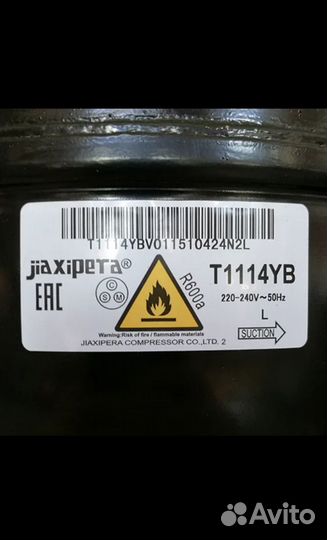 T1114YBV011510424N2L
jiaxipera®
EAC
C
S M
R600a
T1114YB
220-240V~50Hz
L
SUCTION
Warning:Risk of fire / flammable materials
JIAXIPERA COMPRESSOR CO.,LTD. 2
Avito